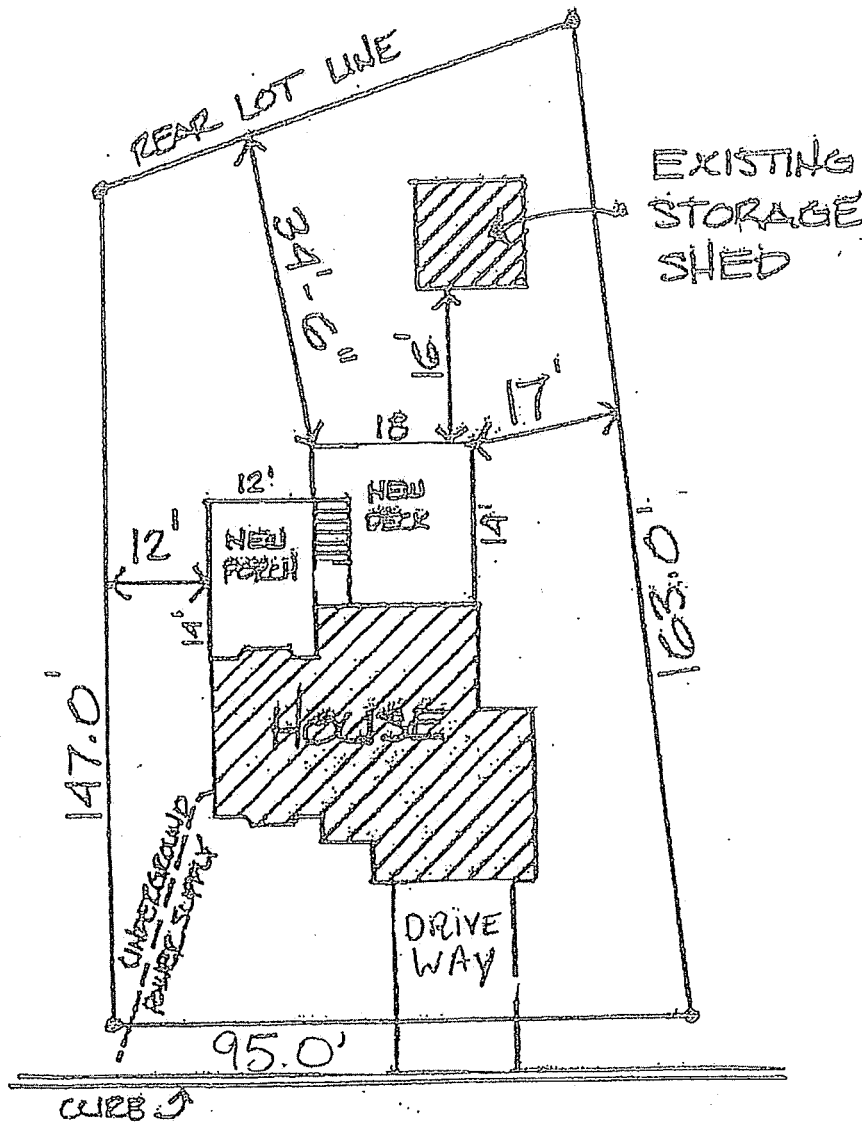 REAR LOT LINE
EXISTING
STORAGE
SHED
34'-6"
16'
17'
18
12'
NEW
DECK
12'
NEW
PORCH
14'
14'
163.0'
147.0'
HOUSE
UNDERGROUND
POWER SUPPLY
DRIVE
WAY
95.0'
CURB